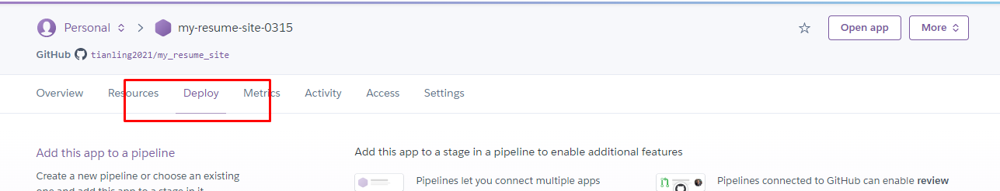 Personal my-resume-site-0315 Open app More
GitHub tianling2021/my_resume_site
Overview Resources Deploy Metrics Activity Access Settings
Add this app to a pipeline
Create a new pipeline or choose an existing
one and add this app to a stage in it.
Add this app to a stage in a pipeline to enable additional features
Pipelines let you connect multiple apps
Pipelines connected to GitHub can enable review